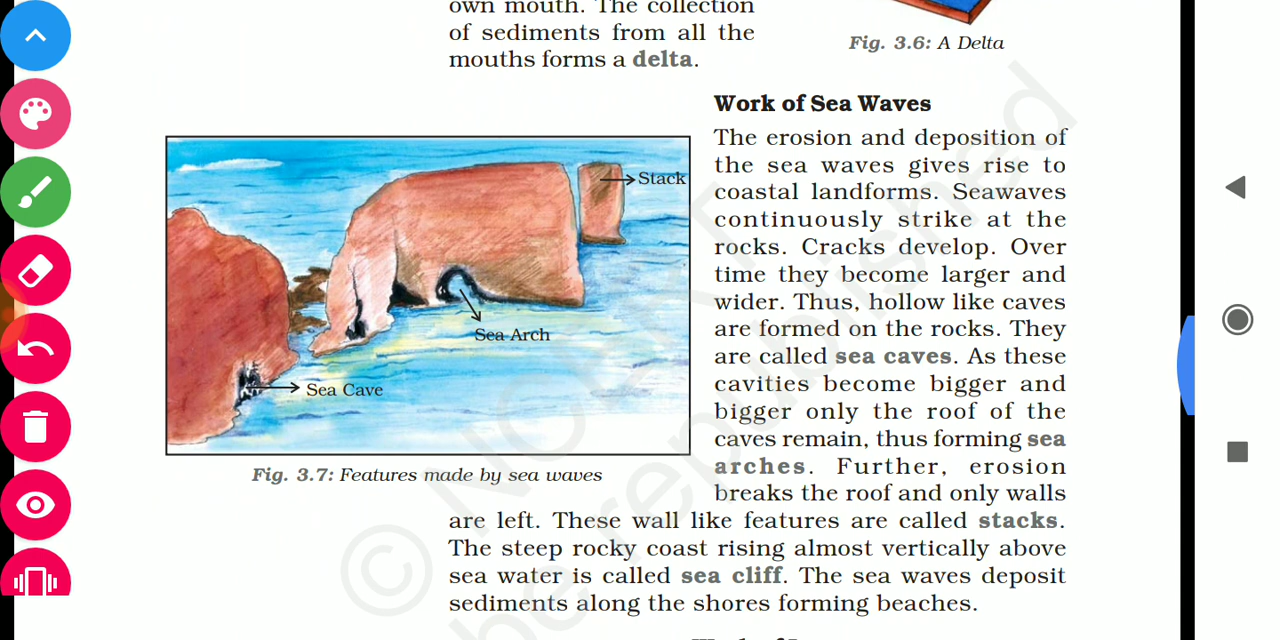 own mouth. The collection
of sediments from all the
mouths forms a delta.
Fig. 3.6: A Delta
Work of Sea Waves
The erosion and deposition of
the sea waves gives rise to
coastal landforms. Seawaves
continuously strike at the
rocks. Cracks develop. Over
time they become larger and
wider. Thus, hollow like caves
are formed on the rocks. They
are called sea caves. As these
cavities become bigger and
bigger only the roof of the
caves remain, thus forming sea
arches. Further, erosion
breaks the roof and only walls
are left. These wall like features are called stacks.
The steep rocky coast rising almost vertically above
sea water is called sea cliff. The sea waves deposit
sediments along the shores forming beaches.
Stack
Sea Arch
Sea Cave
Fig. 3.7: Features made by sea waves
be republished